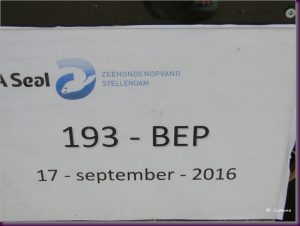 A Seal
ZEEHONDENOPVANG
STELLENDAM
193 - BEP
17 - september - 2016